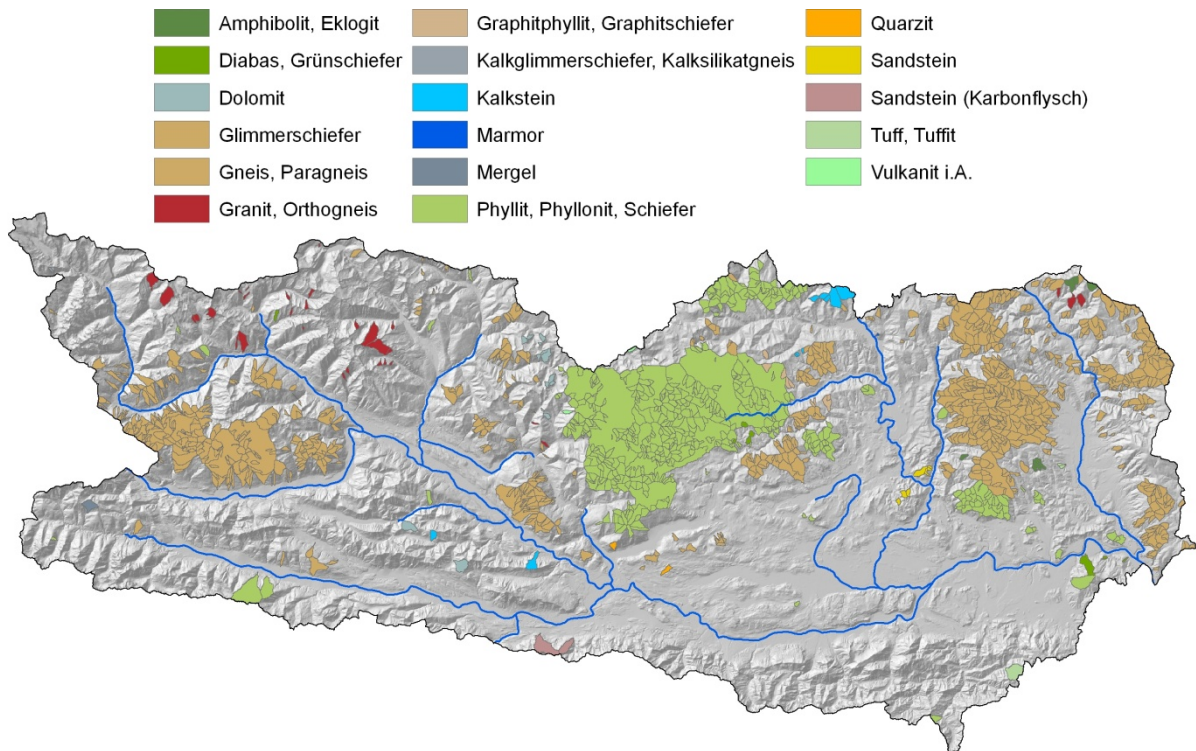 Amphibolit, Eklogit
Diabas, Grünschiefer
Dolomit
Glimmerschiefer
Gneis, Paragneis
Granit, Orthogneis
Graphitphyllit, Graphitschiefer
Kalkglimmerschiefer, Kalksilikatgneis
Kalkstein
Marmor
Mergel
Phyllit, Phyllonit, Schiefer
Quarzit
Sandstein
Sandstein (Karbonflysch)
Tuff, Tuffit
Vulkanit i.A.